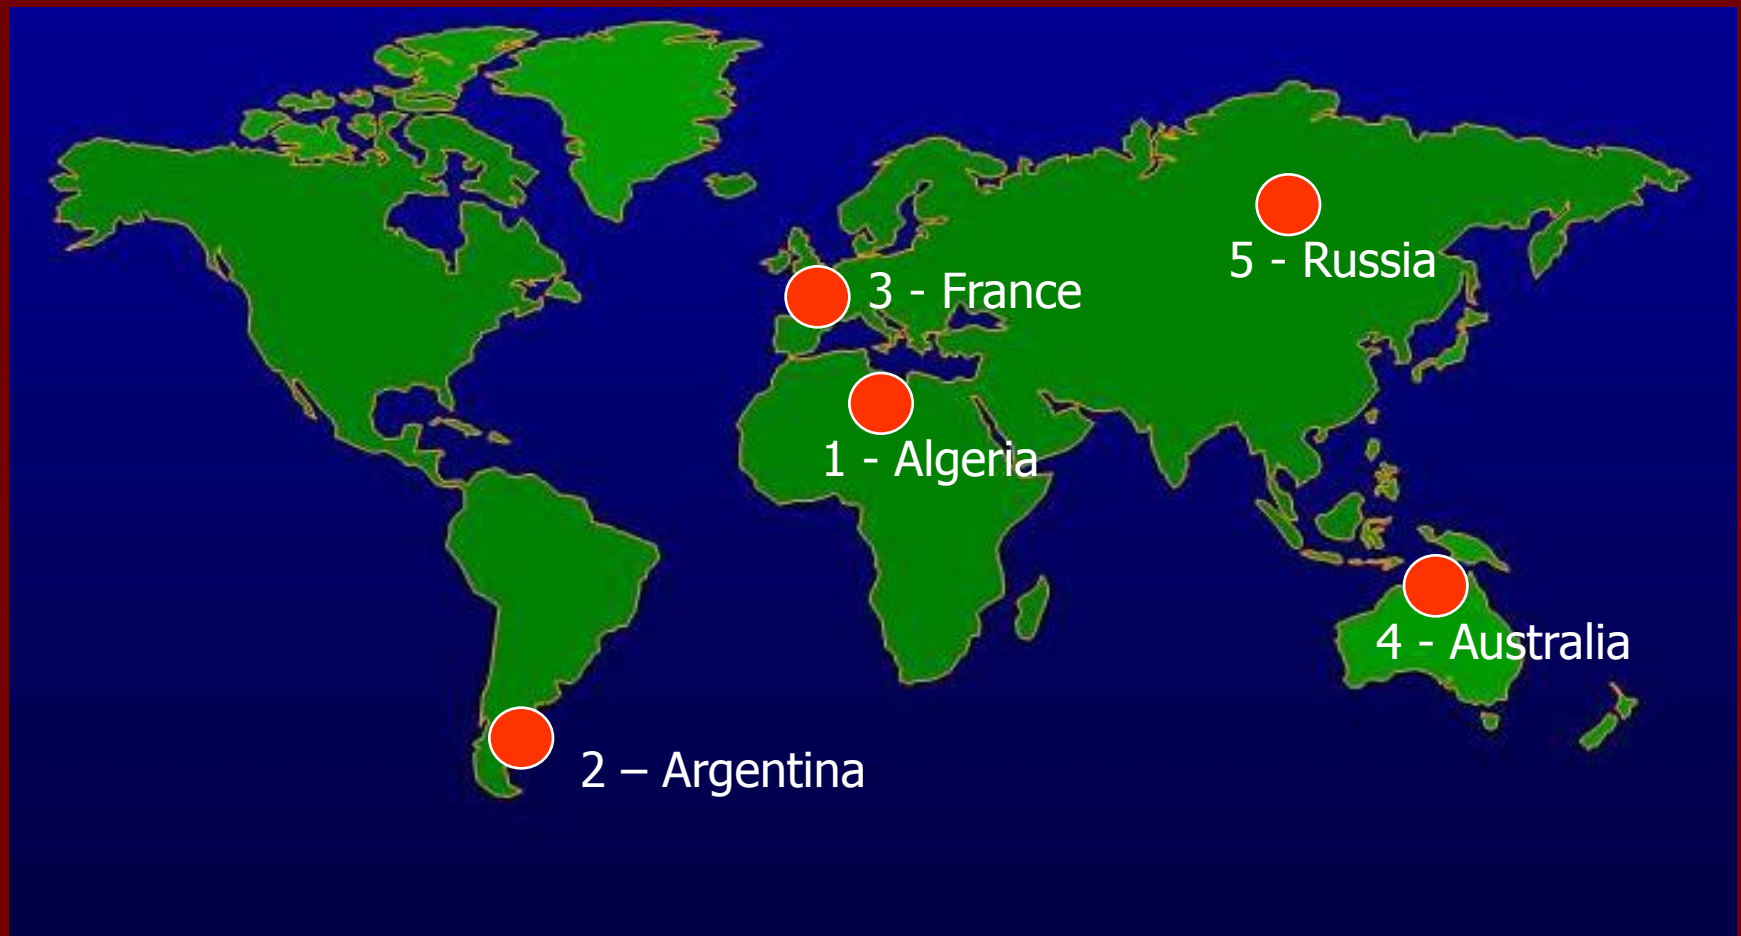 5 - Russia
3 - France
1 - Algeria
4 - Australia
2 – Argentina